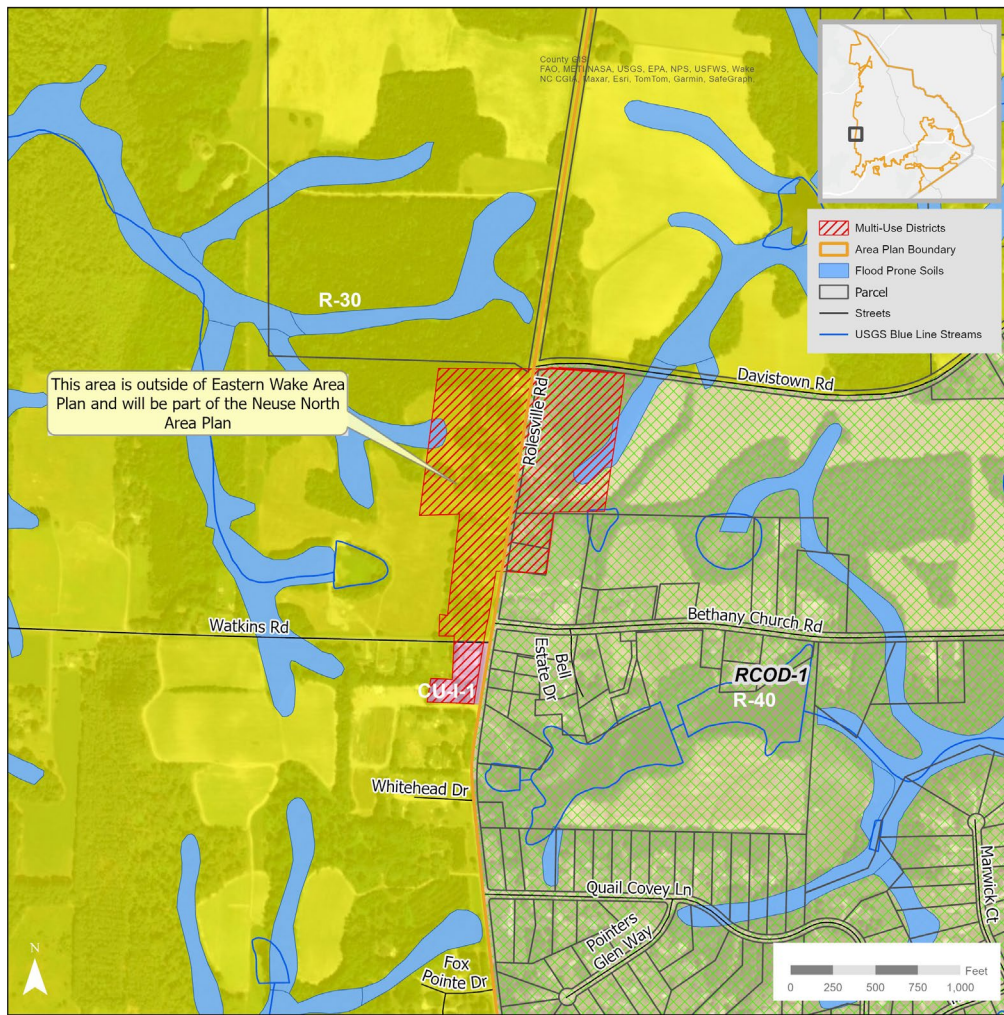 County GIS,
FAO, METI/NASA, USGS, EPA, NPS, USFWS, Wake
NC CGIA, Maxar, Esri, TomTom, Garmin, SafeGraph,
Multi-Use Districts
Area Plan Boundary
Flood Prone Soils
Parcel
Streets
USGS Blue Line Streams
R-30
This area is outside of Eastern Wake Area
Plan and will be part of the Neuse North
Area Plan
Davistown Rd
Rolesville Rd
Watkins Rd
Bethany Church Rd
Bell
Estate Dr
CU-I-1
RCOD-1
R-40
Whitehead Dr
Quail Covey Ln
Marwick Ct
Pointers
Glen Way
Fox
Pointe Dr
N
Feet
0 250 500 750 1,000